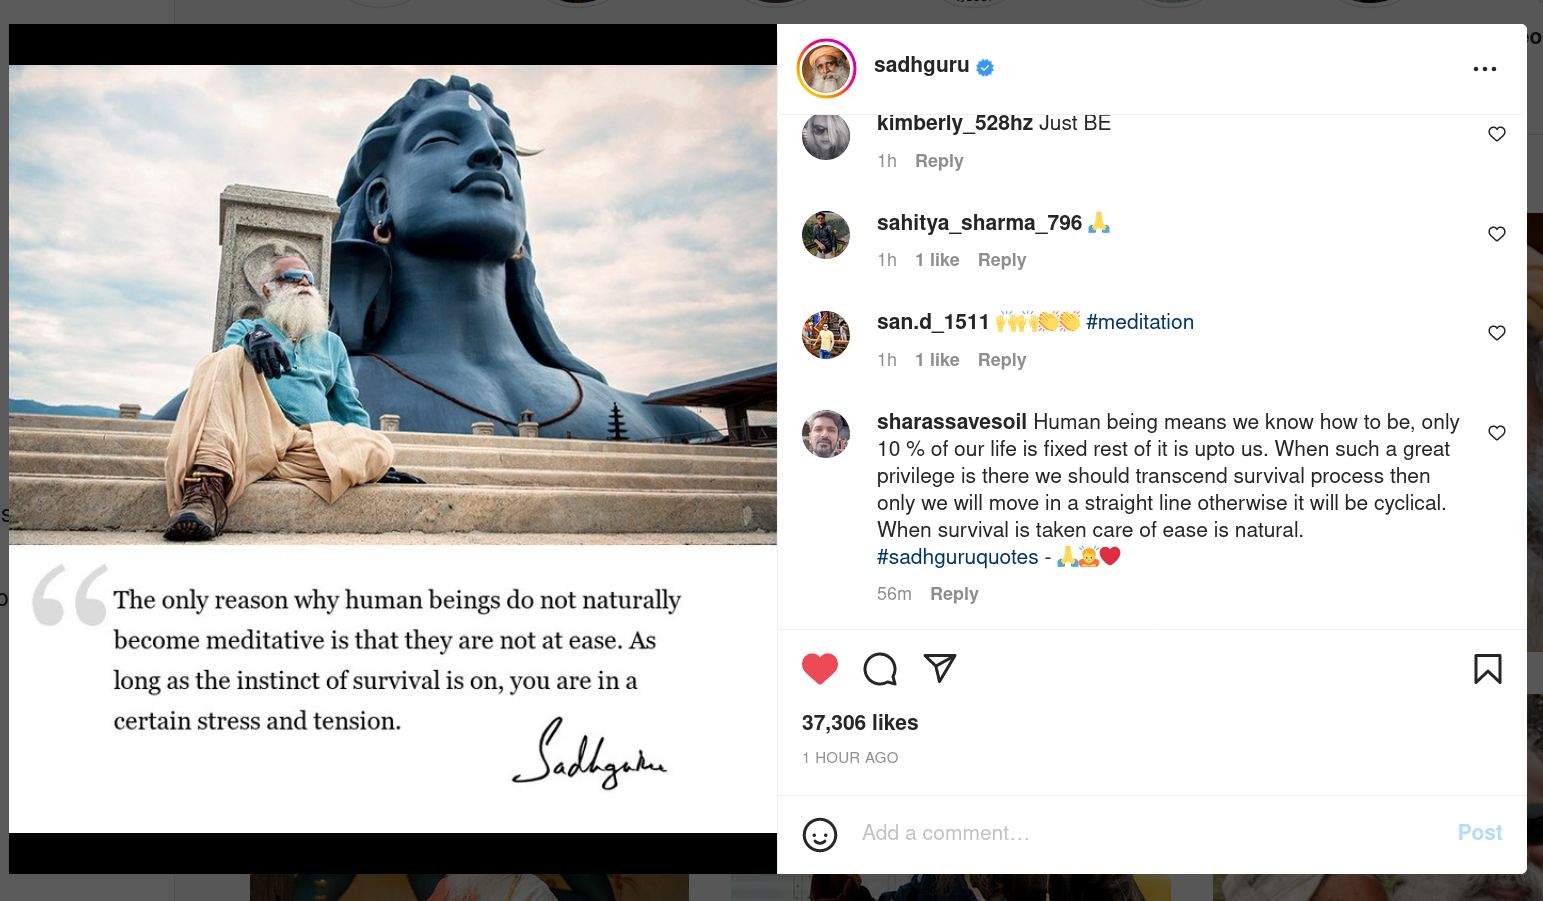 The only reason why human beings do not naturally
become meditative is that they are not at ease. As
long as the instinct of survival is on, you are in a
certain stress and tension.
Sadhguru
sadhguru
kimberly_528hz Just BE
1h Reply
sahitya_sharma_796 🙏
1h 1 like Reply
san.d_1511 🙌🙌👏👏 #meditation
1h 1 like Reply
sharassavesoil Human being means we know how to be, only
10 % of our life is fixed rest of it is upto us. When such a great
privilege is there we should transcend survival process then
only we will move in a straight line otherwise it will be cyclical.
When survival is taken care of ease is natural.
#sadhguruquotes - 🙏🙇❤️
56m Reply
37,306 likes
1 HOUR AGO
Add a comment…
Post